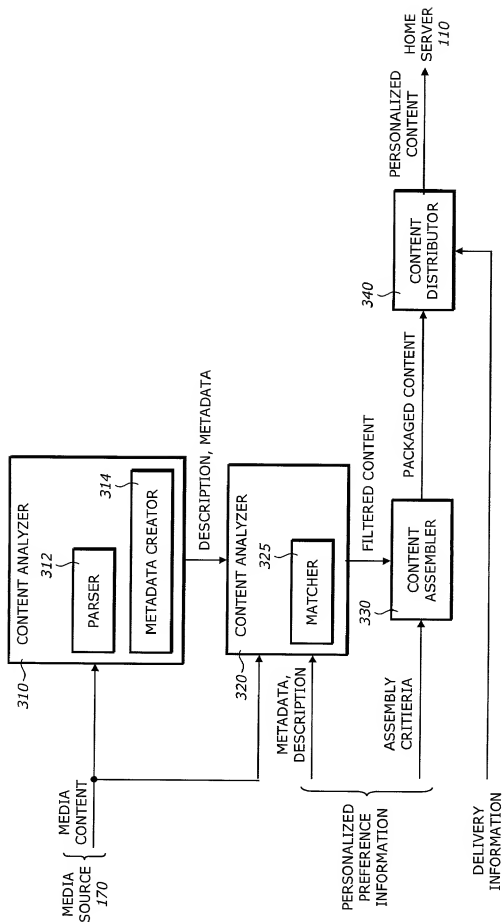 MEDIA
SOURCE
170
MEDIA CONTENT
310
CONTENT ANALYZER
312
PARSER
314
METADATA CREATOR
DESCRIPTION, METADATA
320
CONTENT ANALYZER
325
MATCHER
METADATA,
DESCRIPTION
PERSONALIZED
PREFERENCE
INFORMATION
FILTERED CONTENT
ASSEMBLY
CRITIERIA
330
CONTENT
ASSEMBLER
PACKAGED CONTENT
340
CONTENT
DISTRIBUTOR
DELIVERY
INFORMATION
PERSONALIZED
CONTENT
HOME
SERVER
110